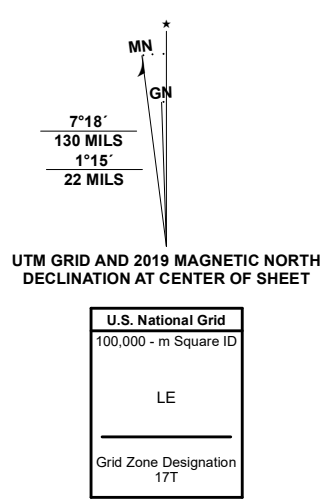 ★
MN
GN
7°18´
130 MILS
1°15´
22 MILS
UTM GRID AND 2019 MAGNETIC NORTH
DECLINATION AT CENTER OF SHEET
U.S. National Grid
100,000 - m Square ID
LE
Grid Zone Designation
17T